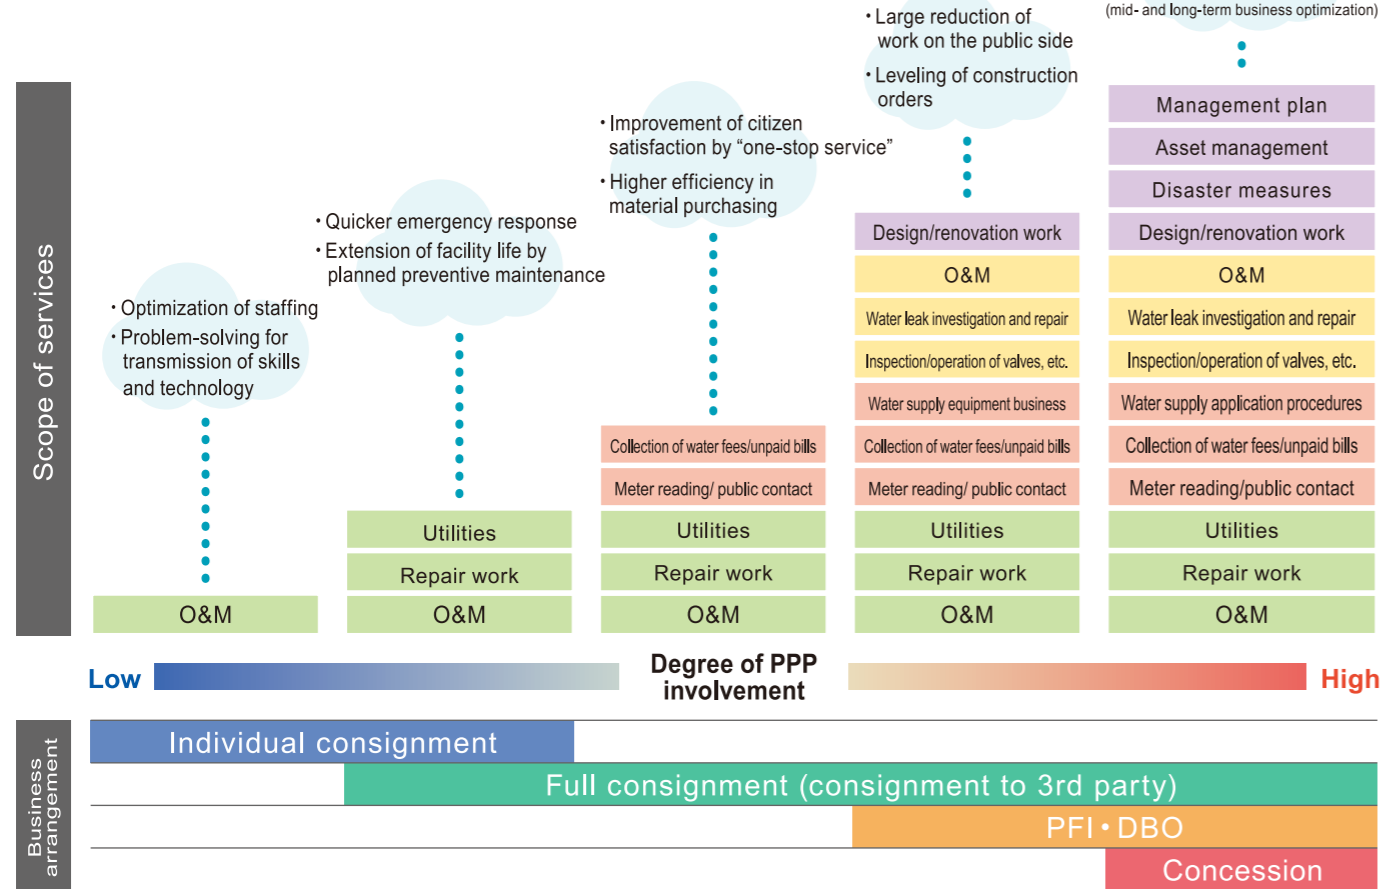 (mid- and long-term business optimization)
・Large reduction of
work on the public side
・Leveling of construction
orders
・Improvement of citizen
satisfaction by “one-stop service”
・Higher efficiency in
material purchasing
・Quicker emergency response
・Extension of facility life by
planned preventive maintenance
・Optimization of staffing
・Problem-solving for
transmission of skills
and technology
Scope of services
O&M
Utilities
Repair work
O&M
Collection of water fees/unpaid bills
Meter reading/ public contact
Utilities
Repair work
O&M
Design/renovation work
O&M
Water leak investigation and repair
Inspection/operation of valves, etc.
Water supply equipment business
Collection of water fees/unpaid bills
Meter reading/ public contact
Utilities
Repair work
O&M
Management plan
Asset management
Disaster measures
Design/renovation work
O&M
Water leak investigation and repair
Inspection/operation of valves, etc.
Water supply application procedures
Collection of water fees/unpaid bills
Meter reading/public contact
Utilities
Repair work
O&M
Low
Degree of PPP
involvement
High
Business
arrangement
Individual consignment
Full consignment (consignment to 3rd party)
PFI・DBO
Concession